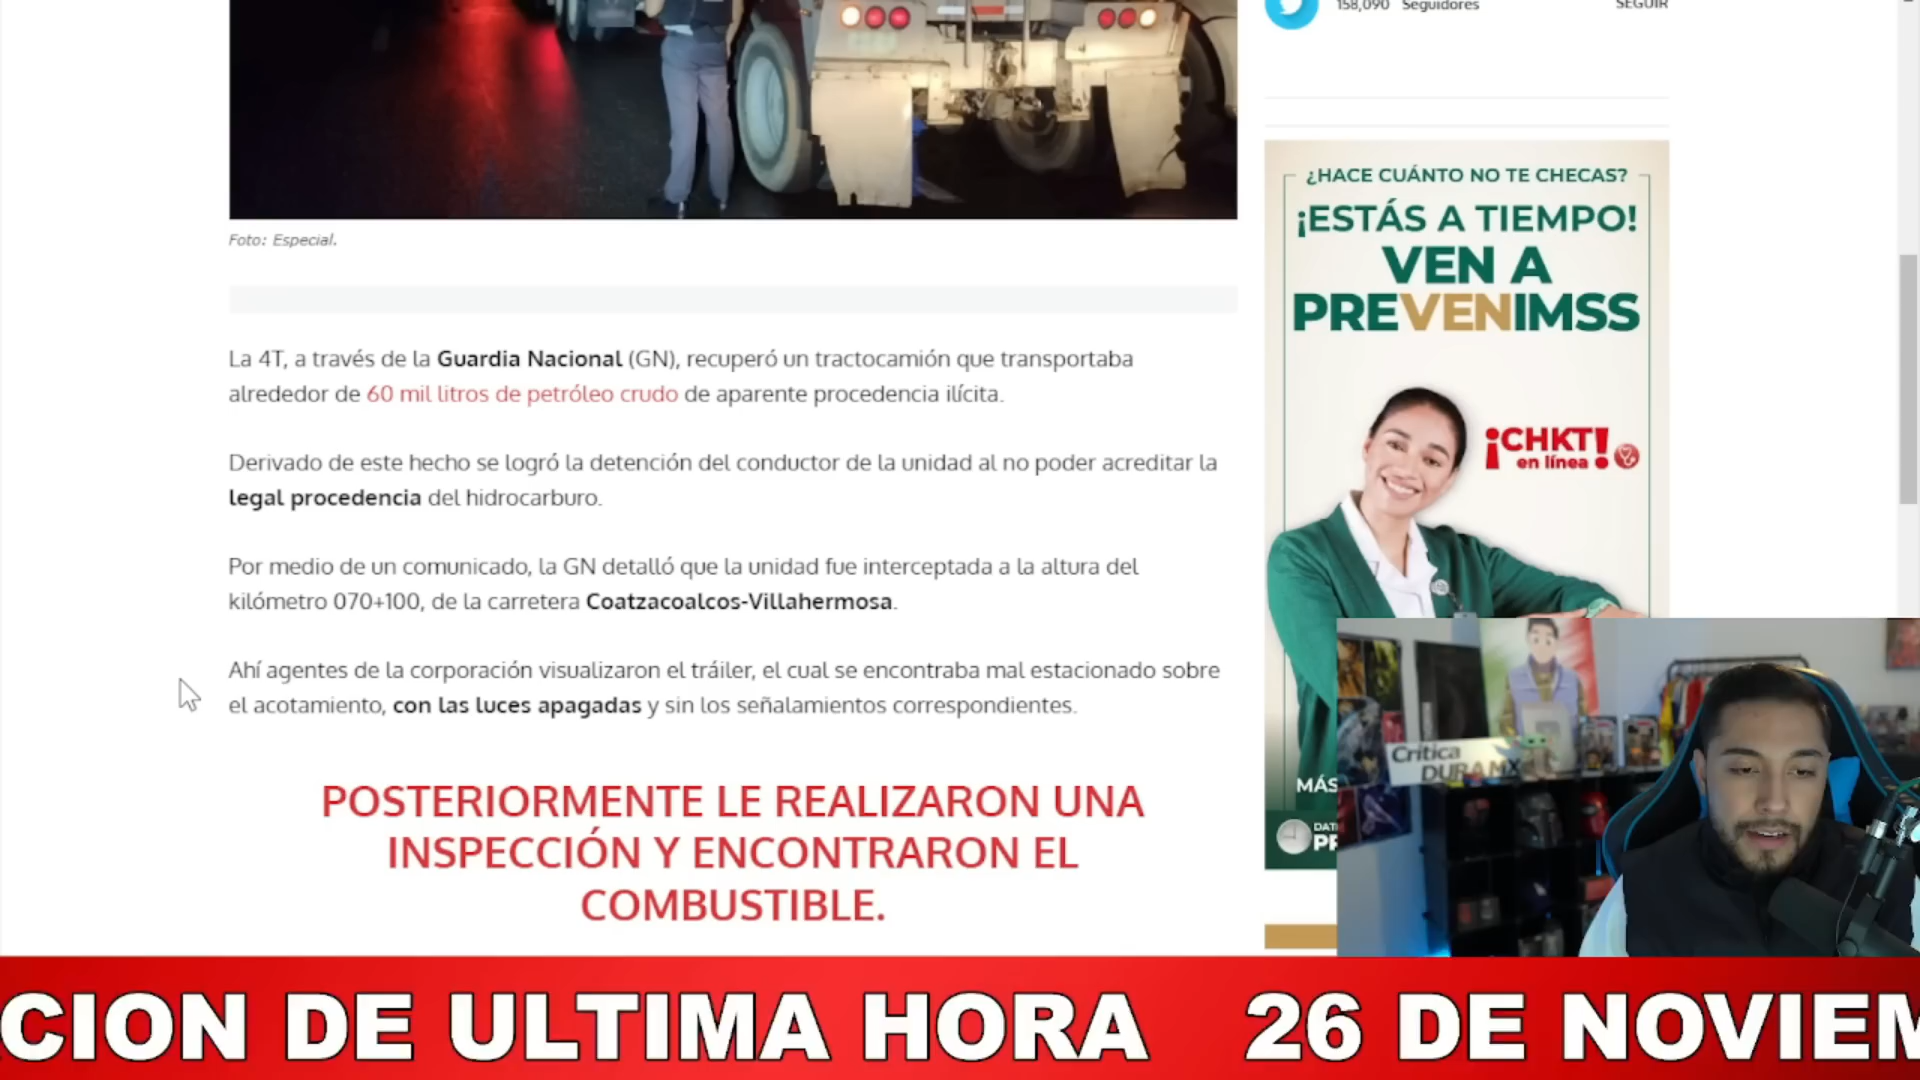 158,090 Seguidores SEGUIR
Foto: Especial.
La 4T, a través de la Guardia Nacional (GN), recuperó un tractocamión que transportaba
alrededor de 60 mil litros de petróleo crudo de aparente procedencia ilícita.
Derivado de este hecho se logró la detención del conductor de la unidad al no poder acreditar la
legal procedencia del hidrocarburo.
Por medio de un comunicado, la GN detalló que la unidad fue interceptada a la altura del
kilómetro 070+100, de la carretera Coatzacoalcos-Villahermosa.
Ahí agentes de la corporación visualizaron el tráiler, el cual se encontraba mal estacionado sobre
el acotamiento, con las luces apagadas y sin los señalamientos correspondientes.
POSTERIORMENTE LE REALIZARON UNA
INSPECCIÓN Y ENCONTRARON EL
COMBUSTIBLE.
¿HACE CUÁNTO NO TE CHECAS?
¡ESTÁS A TIEMPO!
VEN A
PREVENIMSS
¡CHKT!
en línea
MÁS
DAT
PR
Crítica
DURA MX
CION DE ULTIMA HORA 26 DE NOVIEM